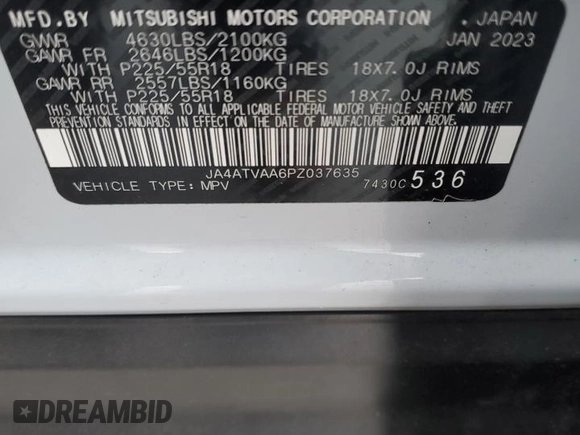 MFD.BY MITSUBISHI MOTORS CORPORATION . JAPAN
GVWR 4630LBS/2100KG JAN 2023
GAWR FR 2646LBS/1200KG
WITH P225/55R18 TIRES 18X7.0J RIMS
GAWR RR 2557LBS/1160KG
WITH P225/55R18 TIRES 18X7.0J RIMS
THIS VEHICLE CONFORMS TO ALL APPLICABLE FEDERAL MOTOR VEHICLE SAFETY AND THEFT
PREVENTION STANDARDS IN EFFECT ON THE DATE OF MANUFACTURE SHOWN ABOVE.
JA4ATVAA6PZ037635
VEHICLE TYPE: MPV 7430C 536
DREAMBID